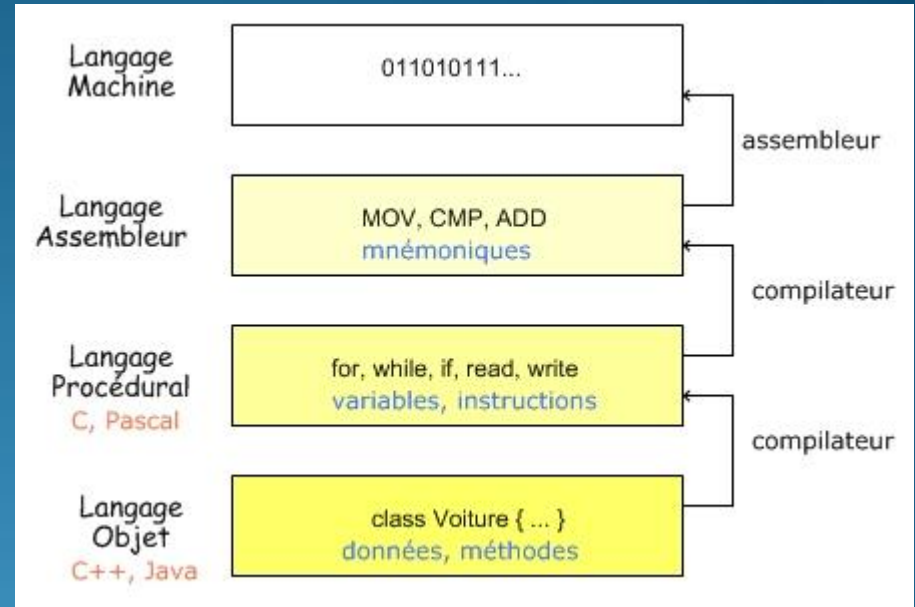 Langage
Machine
011010111...
assembleur
Langage
Assembleur
MOV, CMP, ADD
mnémoniques
compilateur
Langage
Procédural
C, Pascal
for, while, if, read, write
variables, instructions
compilateur
Langage
Objet
C++, Java
class Voiture { ... }
données, méthodes